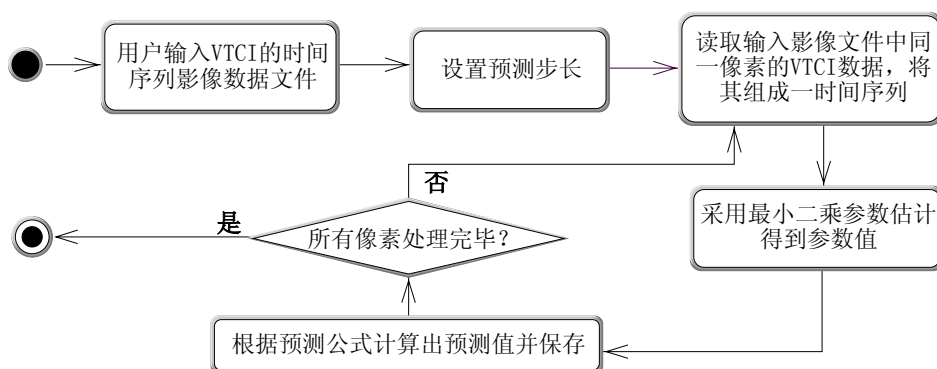 用户输入VTCI的时间
序列影像数据文件
设置预测步长
读取输入影像文件中同
一像素的VTCI数据，将
其组成一时间序列
采用最小二乘参数估计
得到参数值
根据预测公式计算出预测值并保存
所有像素处理完毕？
否
是